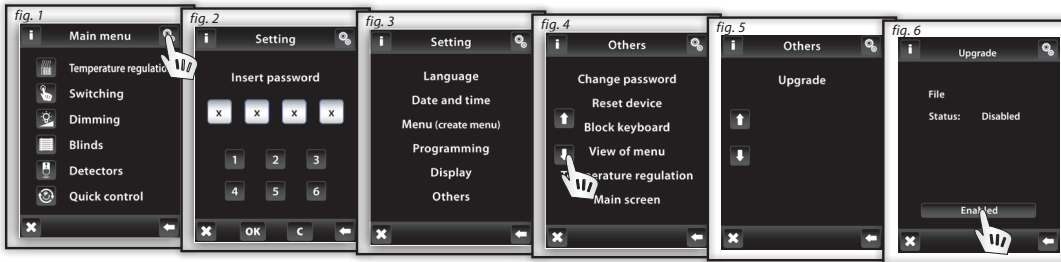 fig. 1
i Main menu
Temperature regulatio
Switching
Dimming
Blinds
Detectors
Quick control
fig. 2
i Setting
Insert password
x x x x
1 2 3
4 5 6
OK C
fig. 3
i Setting
Language
Date and time
Menu (create menu)
Programming
Display
Others
fig. 4
i Others
Change password
Reset device
Block keyboard
View of menu
erature regulation
Main screen
fig. 5
i Others
Upgrade
fig. 6
i Upgrade
File
Status: Disabled
Enabled